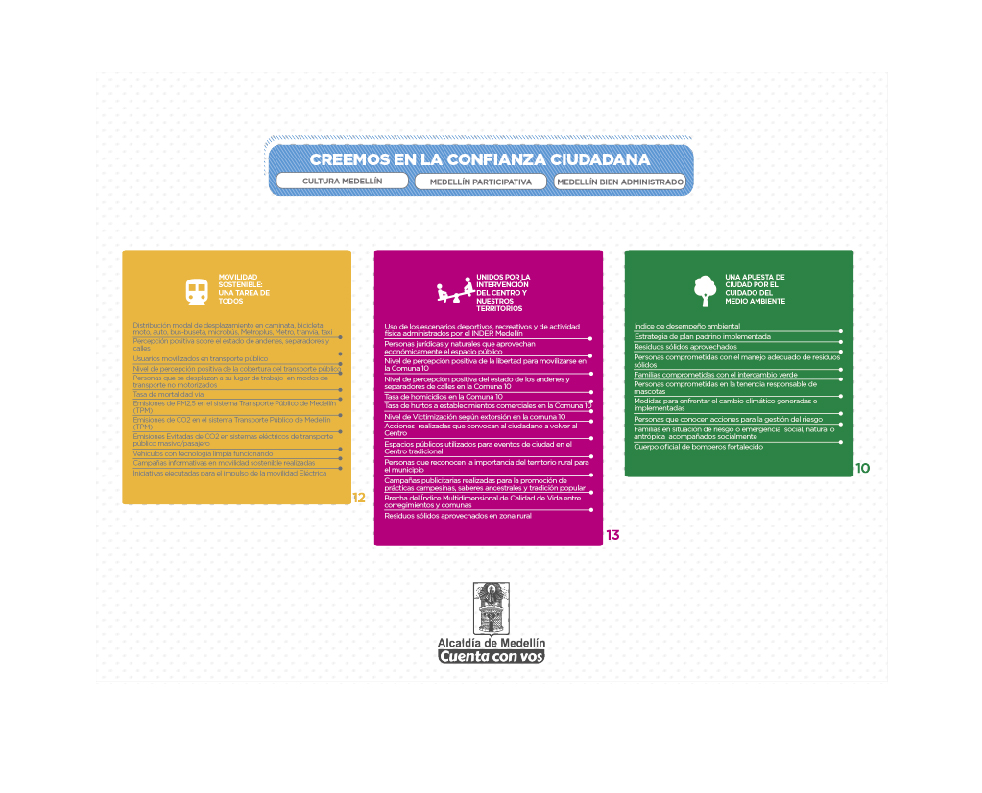 CREEMOS EN LA CONFIANZA CIUDADANA
CULTURA MEDELLÍN
MEDELLÍN PARTICIPATIVA
MEDELLÍN BIEN ADMINISTRADO
MOVILIDAD
SOSTENIBLE:
UNA TAREA DE
TODOS
Distribución modal de desplazamiento en caminata, bicicleta
moto, auto, bus-buseta, microbús, Metroplús, Metro, tranvía, taxi
Percepción positiva sobre el estado de andenes, separadores y
calles
Usuarios movilizados en transporte público
Nivel de percepción positiva de la cobertura del transporte público
Personas que se desplazan a su lugar de trabajo en modos de
transporte no motorizados
Tasa de mortalidad vial
Emisiones de PM2,5 en el sistema Transporte Público de Medellín
(TPM)
Emisiones de CO2 en el sistema Transporte Público de Medellín
(TPM)
Emisiones Evitadas de CO2 en sistemas eléctricos de transporte
público masivo/pasajero
Vehículos con tecnología limpia funcionando
Campañas informativas en movilidad sostenible realizadas
Iniciativas ejecutadas para el impulso de la movilidad Eléctrica
12
UNIDOS POR LA
INTERVENCIÓN
DEL CENTRO Y
NUESTROS
TERRITORIOS
Uso de los escenarios deportivos, recreativos y de actividad
física administrados por el INDER Medellín
Personas jurídicas y naturales que aprovechan
económicamente el espacio público
Nivel de percepción positiva de la libertad para movilizarse en
la Comuna 10
Nivel de percepción positiva del estado de los andenes y
separadores de calles en la Comuna 10
Tasa de homicidios en la Comuna 10
Tasa de hurtos a establecimientos comerciales en la Comuna 10
Nivel de Victimización según extorsión en la comuna 10
Acciones realizadas que convocan al ciudadano a volver al
Centro
Espacios públicos utilizados para eventos de ciudad en el
Centro tradicional
Personas que reconocen la importancia del territorio rural para
el municipio
Campañas publicitarias realizadas para la promoción de
prácticas campesinas, saberes ancestrales y tradición popular
Brecha del Índice Multidimensional de Calidad de Vida entre
corregimientos y comunas
Residuos sólidos aprovechados en zona rural
13
UNA APUESTA DE
CIUDAD POR EL
CUIDADO DEL
MEDIO AMBIENTE
Indice de desempeño ambiental
Estrategia de plan padrino implementada
Residuos sólidos aprovechados
Personas comprometidas con el manejo adecuado de residuos
sólidos
Familias comprometidas con el intercambio verde
Personas comprometidas en la tenencia responsable de
mascotas
Medidas para enfrentar el cambio climático generadas o
implementadas
Personas que conocen acciones para la gestión del riesgo
Familias en situación de riesgo o emergencia social, natural o
antrópica acompañados socialmente
Cuerpo oficial de bomberos fortalecido
10
Alcaldía de Medellín
Cuenta con vos